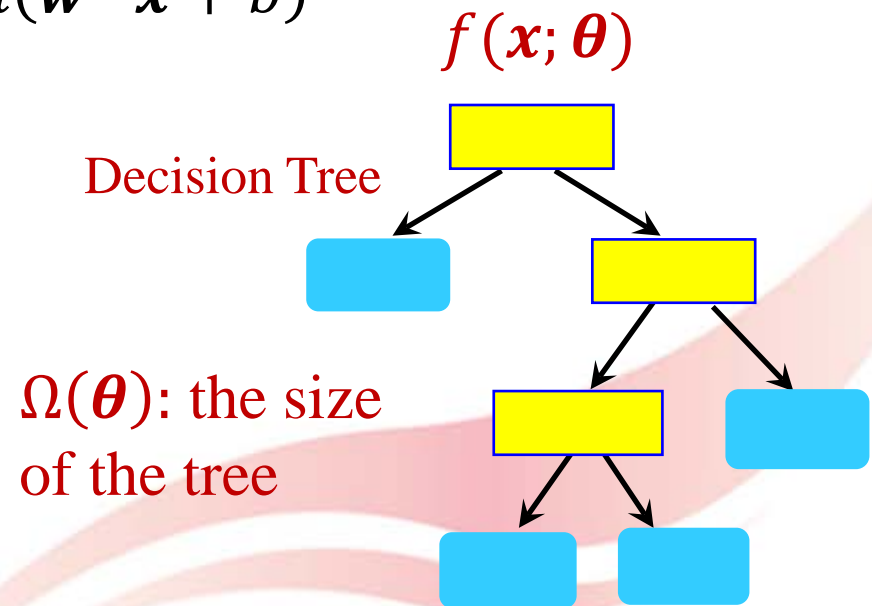 (w x + b)
f(x; θ)
Decision Tree
Ω(θ): the size
of the tree